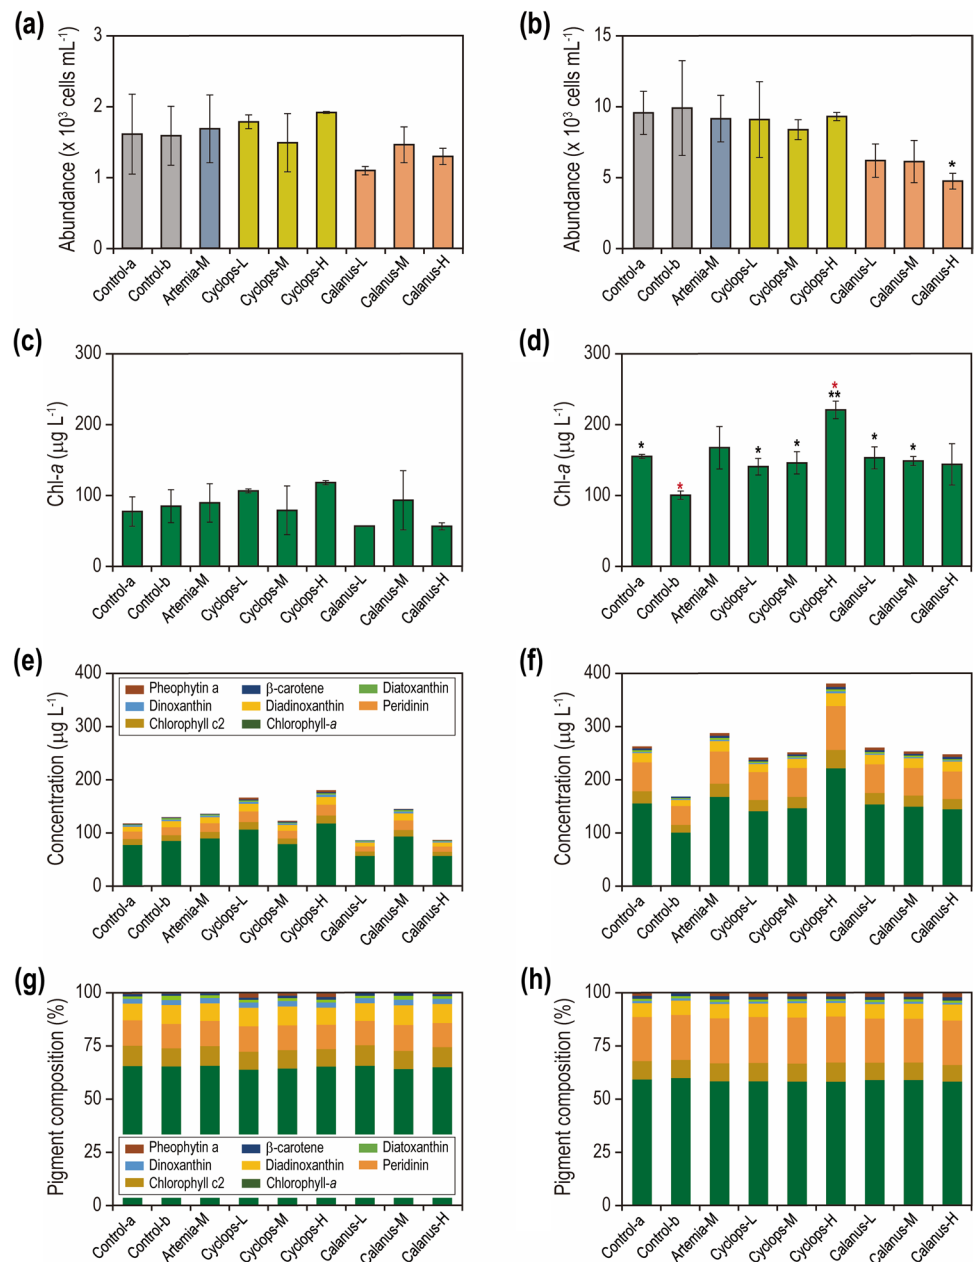 (a)
Abundance (x 10³ cells mL⁻¹)
3
2
1
0
Control-a
Control-b
Artemia-M
Cyclops-L
Cyclops-M
Cyclops-H
Calanus-L
Calanus-M
Calanus-H
(b)
Abundance (x 10³ cells mL⁻¹)
15
10
5
0
*
Control-a
Control-b
Artemia-M
Cyclops-L
Cyclops-M
Cyclops-H
Calanus-L
Calanus-M
Calanus-H
(c)
Chl-a (µg L⁻¹)
300
200
100
0
Control-a
Control-b
Artemia-M
Cyclops-L
Cyclops-M
Cyclops-H
Calanus-L
Calanus-M
Calanus-H
(d)
Chl-a (µg L⁻¹)
300
200
100
0
*
*
*
*
*
**
*
*
Control-a
Control-b
Artemia-M
Cyclops-L
Cyclops-M
Cyclops-H
Calanus-L
Calanus-M
Calanus-H
(e)
Concentration (µg L⁻¹)
400
300
200
100
0
Pheophytin a β-carotene Diatoxanthin
Dinoxanthin Diadinoxanthin Peridinin
Chlorophyll c2 Chlorophyll-a
Control-a
Control-b
Artemia-M
Cyclops-L
Cyclops-M
Cyclops-H
Calanus-L
Calanus-M
Calanus-H
(f)
Concentration (µg L⁻¹)
400
300
200
100
0
Control-a
Control-b
Artemia-M
Cyclops-L
Cyclops-M
Cyclops-H
Calanus-L
Calanus-M
Calanus-H
(g)
Pigment composition (%)
100
75
50
25
0
Pheophytin a β-carotene Diatoxanthin
Dinoxanthin Diadinoxanthin Peridinin
Chlorophyll c2 Chlorophyll-a
Control-a
Control-b
Artemia-M
Cyclops-L
Cyclops-M
Cyclops-H
Calanus-L
Calanus-M
Calanus-H
(h)
Pigment composition (%)
100
75
50
25
0
Control-a
Control-b
Artemia-M
Cyclops-L
Cyclops-M
Cyclops-H
Calanus-L
Calanus-M
Calanus-H